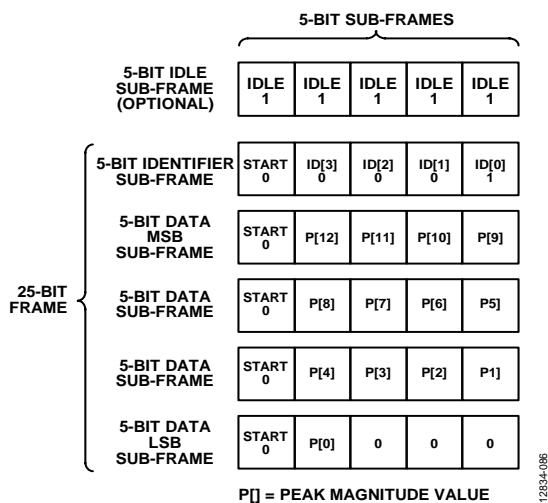 5-BIT SUB-FRAMES
5-BIT IDLE
SUB-FRAME
(OPTIONAL)
IDLE IDLE IDLE IDLE IDLE
1 1 1 1 1
5-BIT IDENTIFIER
SUB-FRAME
START ID[3] ID[2] ID[1] ID[0]
0 0 0 0 1
5-BIT DATA
MSB
SUB-FRAME
START
0 P[12] P[11] P[10] P[9]
25-BIT
FRAME
5-BIT DATA
SUB-FRAME
START
0 P[8] P[7] P[6] P5]
5-BIT DATA
SUB-FRAME
START
0 P[4] P[3] P[2] P1]
5-BIT DATA
LSB
SUB-FRAME
START
0 P[0] 0 0 0
P[] = PEAK MAGNITUDE VALUE
12834-086